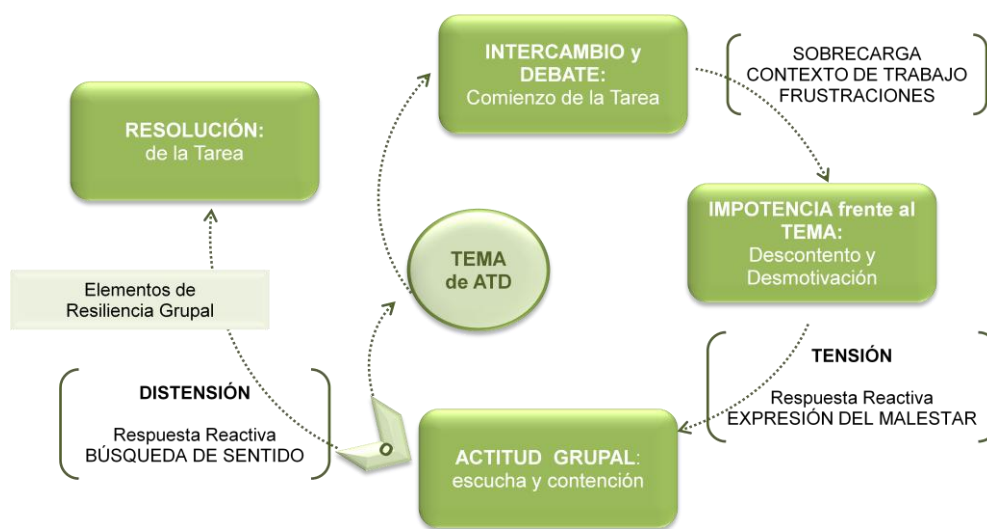 INTERCAMBIO y
DEBATE:
Comienzo de la Tarea
SOBRECARGA
CONTEXTO DE TRABAJO
FRUSTRACIONES
RESOLUCIÓN:
de la Tarea
IMPOTENCIA frente al
TEMA:
Descontento y
Desmotivación
TEMA
de ATD
Elementos de
Resiliencia Grupal
TENSIÓN
Respuesta Reactiva
EXPRESIÓN DEL MALESTAR
DISTENSIÓN
Respuesta Reactiva
BÚSQUEDA DE SENTIDO
ACTITUD GRUPAL:
escucha y contención